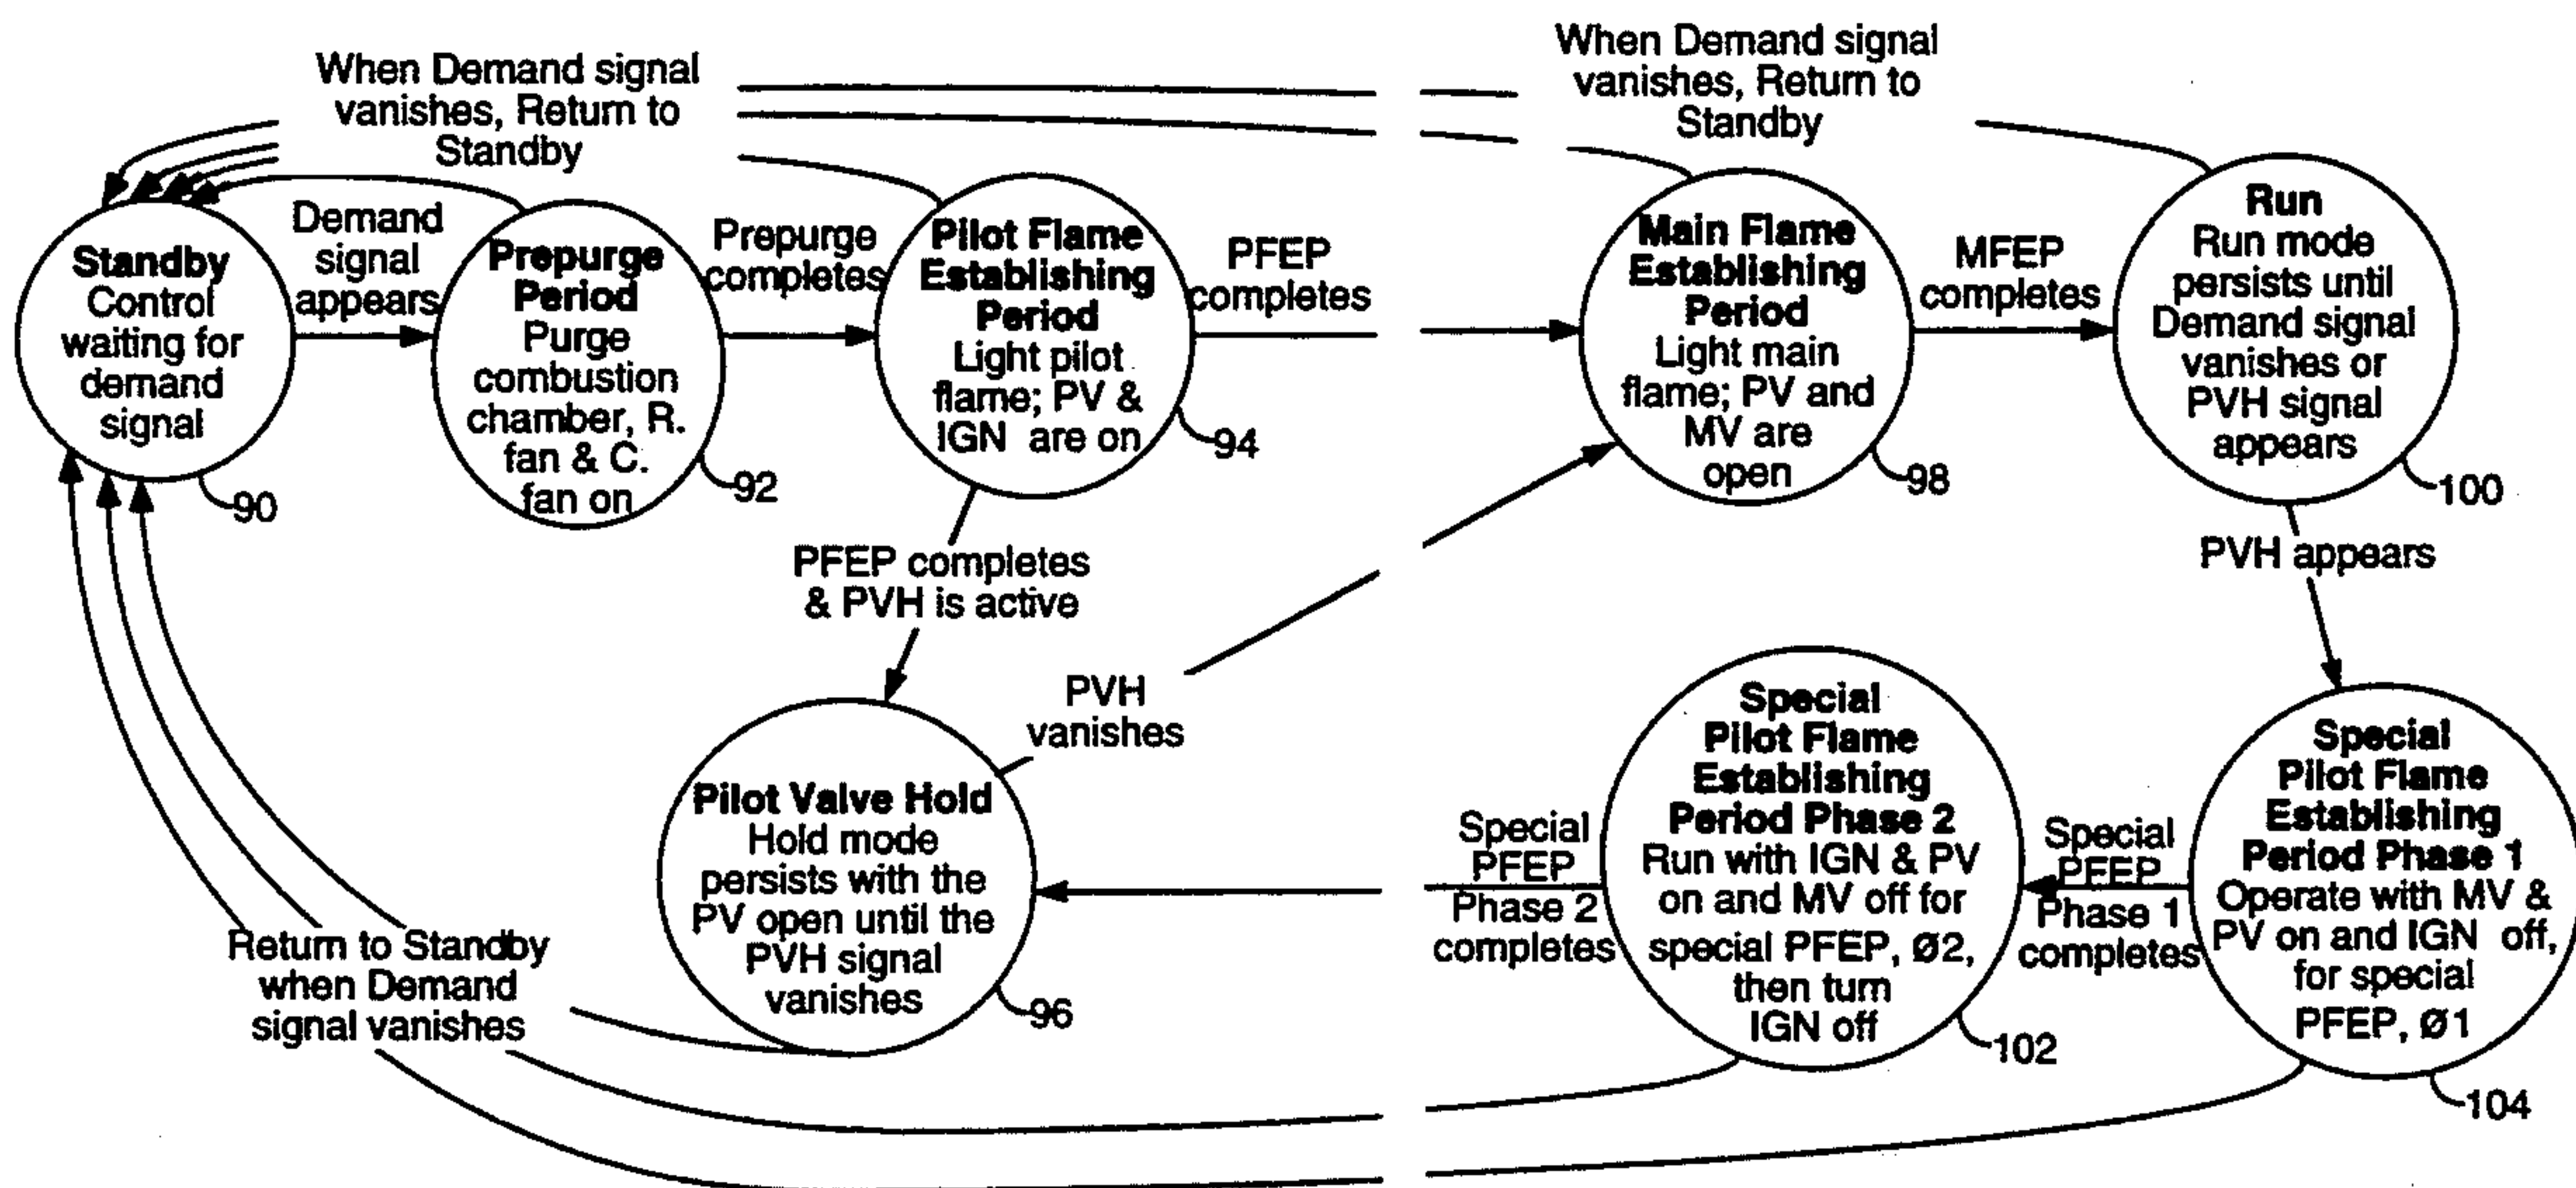 When Demand signal
vanishes, Return to
Standby
When Demand signal
vanishes, Return to
Standby
Standby
Control
waiting for
demand
signal
90
Demand
signal
appears
Prepurge
Period
Purge
combustion
chamber, R.
fan & C.
fan on
92
Prepurge
completes
Pilot Flame
Establishing
Period
Light pilot
flame; PV &
IGN are on
94
PFEP
completes
Main Flame
Establishing
Period
Light main
flame; PV and
MV are
open
98
MFEP
completes
Run
Run mode
persists until
Demand signal
vanishes or
PVH signal
appears
100
PFEP completes
& PVH is active
PVH appears
PVH
vanishes
Pilot Valve Hold
Hold mode
persists with the
PV open until the
PVH signal
vanishes
96
Special
PFEP
Phase 2
completes
Special
Pilot Flame
Establishing
Period Phase 2
Run with IGN & PV
on and MV off for
special PFEP, Ø2,
then turn
IGN off
102
Special
PFEP
Phase 1
completes
Special
Pilot Flame
Establishing
Period Phase 1
Operate with MV &
PV on and IGN off,
for special
PFEP, Ø1
104
Return to Standby
when Demand
signal vanishes